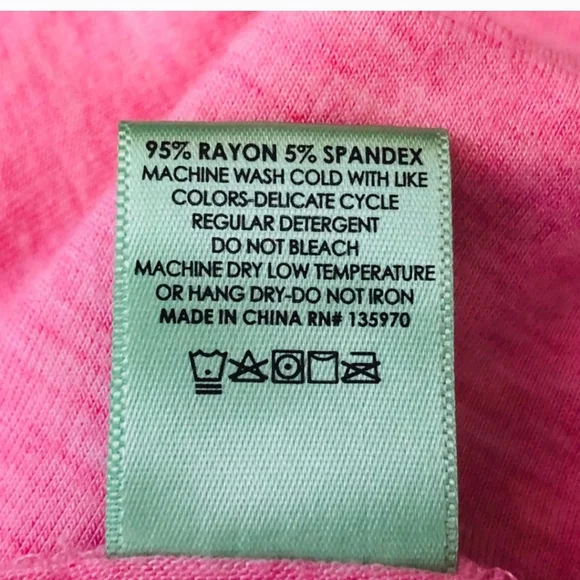 95% RAYON 5% SPANDEX
MACHINE WASH COLD WITH LIKE
COLORS-DELICATE CYCLE
REGULAR DETERGENT
DO NOT BLEACH
MACHINE DRY LOW TEMPERATURE
OR HANG DRY-DO NOT IRON
MADE IN CHINA RN# 135970